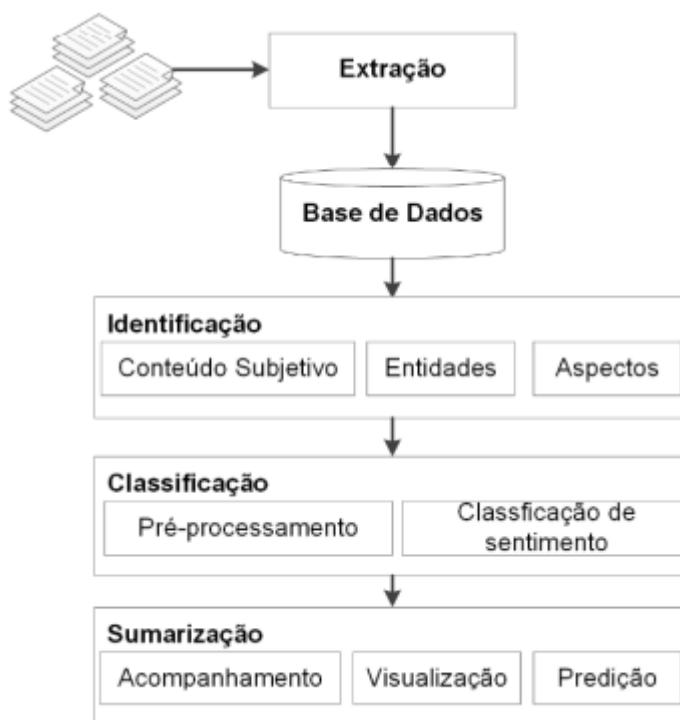 Extração
Base de Dados
Identificação
Conteúdo Subjetivo
Entidades
Aspectos
Classificação
Pré-processamento
Classficação de
sentimento
Sumarização
Acompanhamento
Visualização
Predição